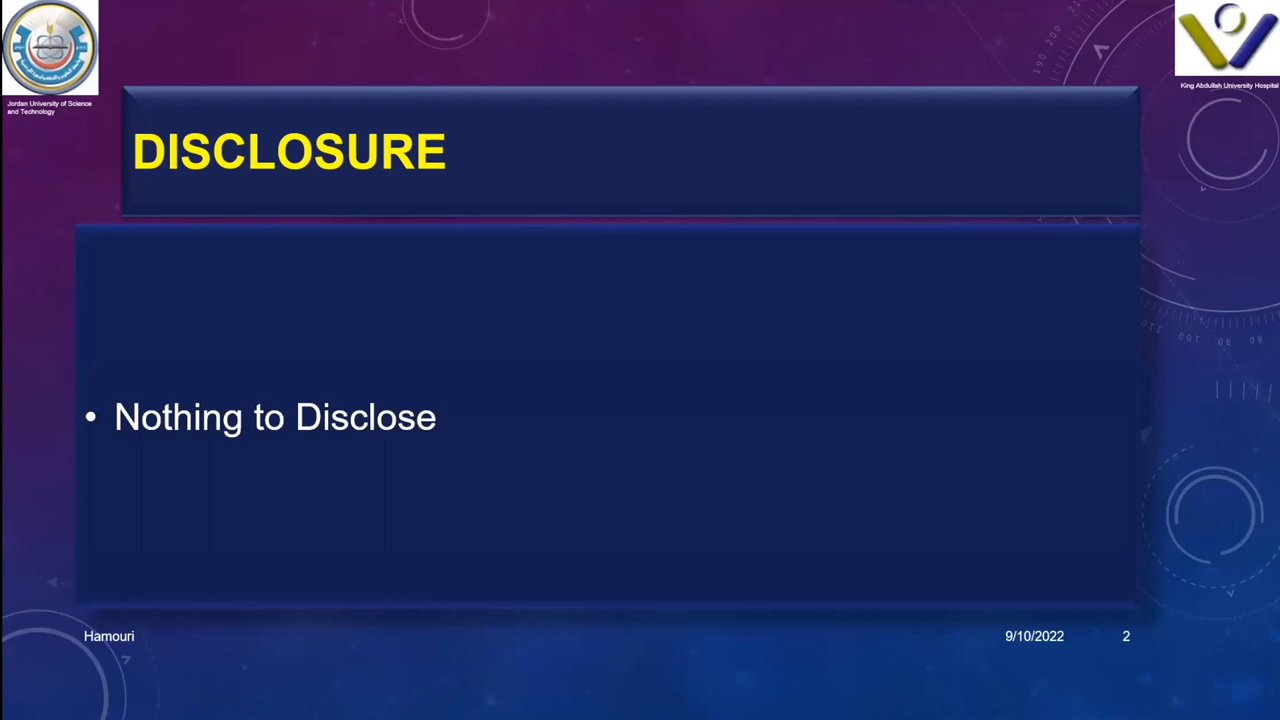 Jordan University of Science
and Technology
King Abdullah University Hospital
DISCLOSURE
• Nothing to Disclose
Hamouri
9/10/2022
2